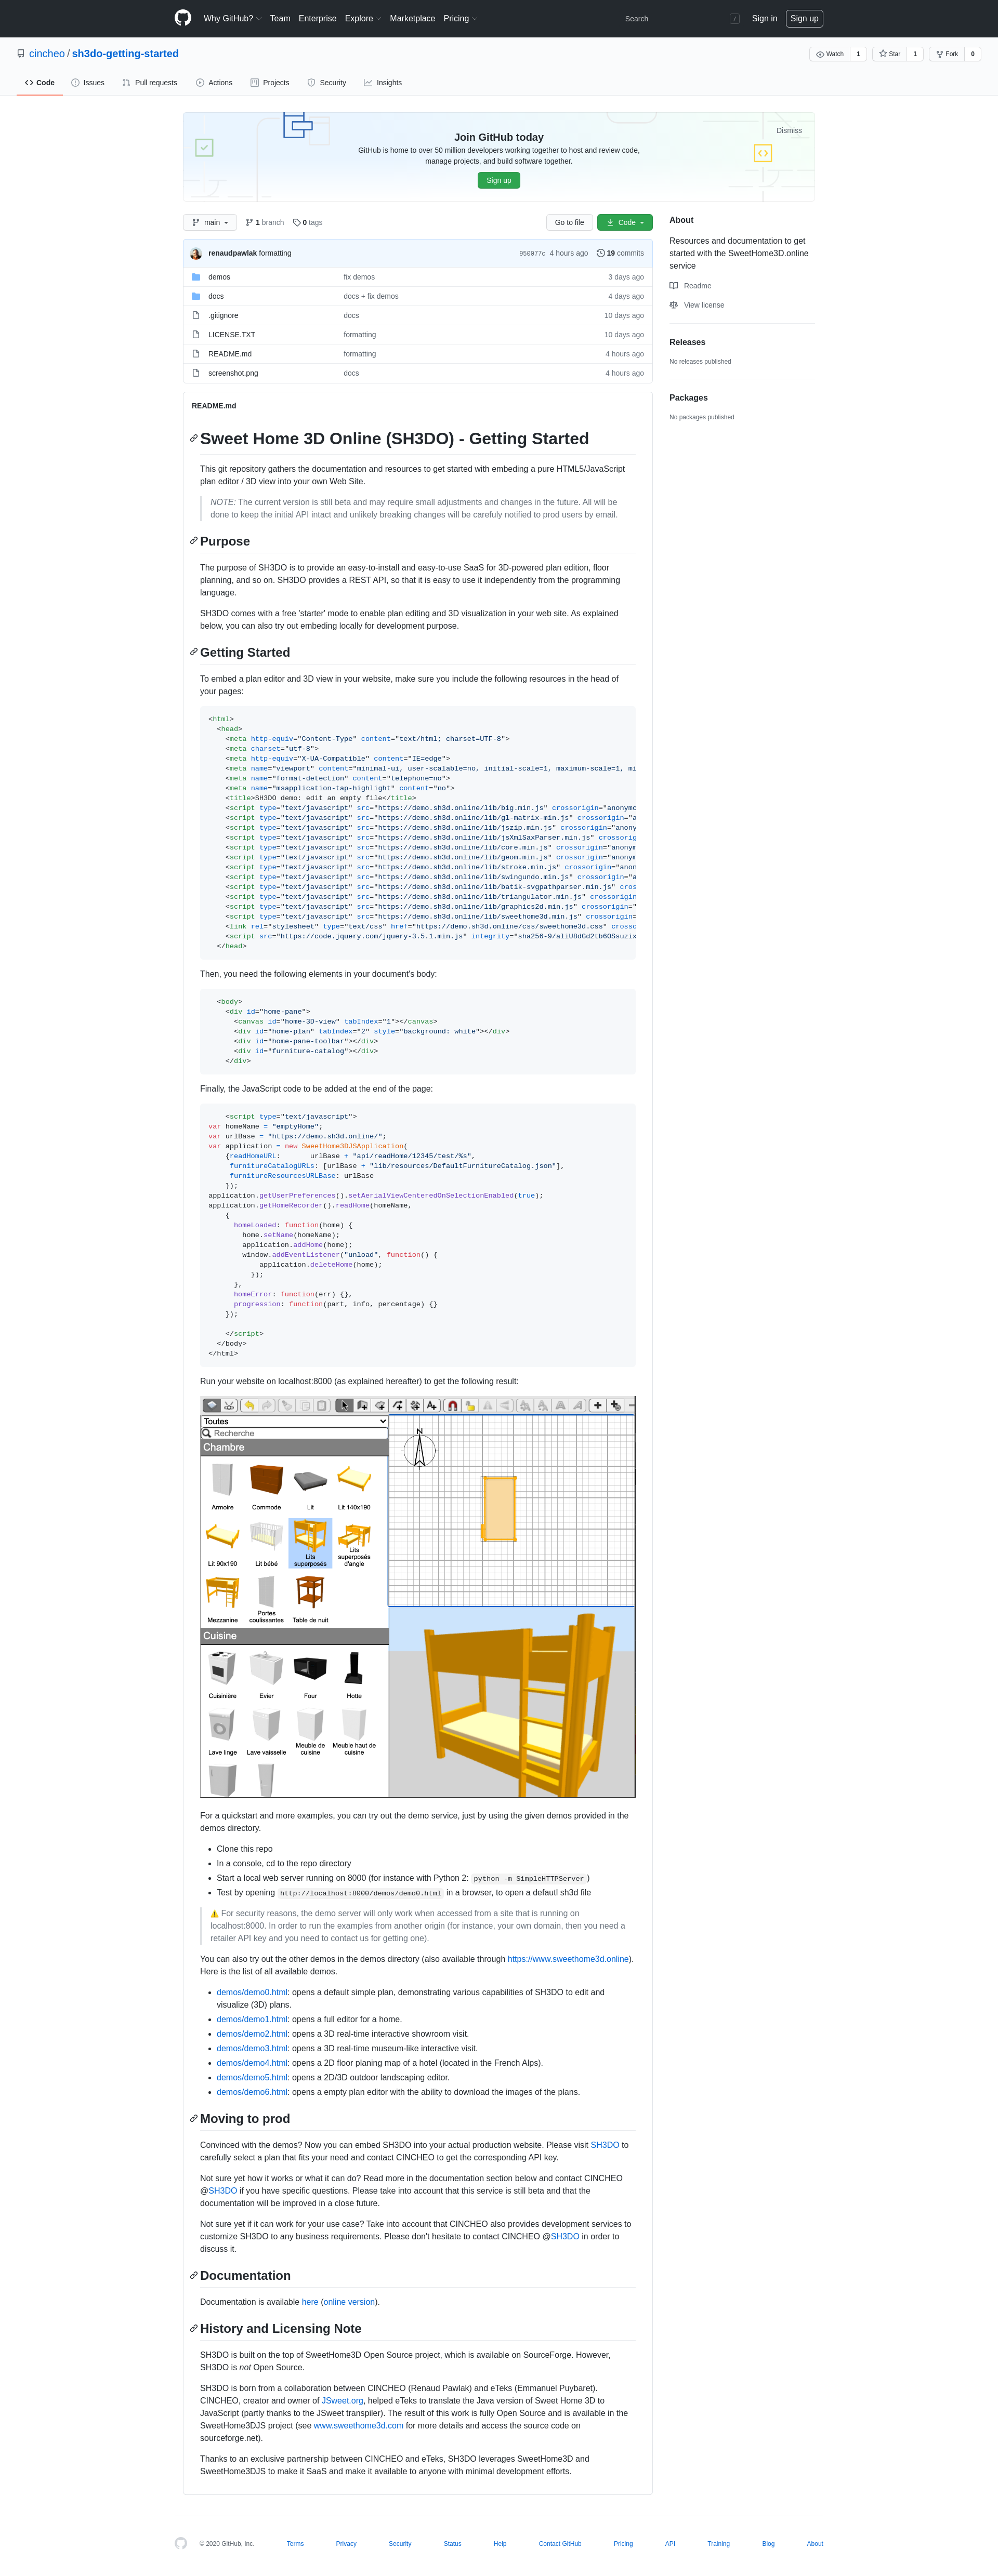 Why GitHub? Team Enterprise Explore Marketplace Pricing Search / Sign in Sign up
cincheo / sh3do-getting-started
Watch 1 Star 1 Fork 0
Code Issues Pull requests Actions Projects Security Insights
Dismiss
Join GitHub today
GitHub is home to over 50 million developers working together to host and review code,
manage projects, and build software together.
Sign up
main 1 branch 0 tags Go to file Code
renaudpawlak formatting 950077c 4 hours ago 19 commits
demos fix demos 3 days ago
docs docs + fix demos 4 days ago
.gitignore docs 10 days ago
LICENSE.TXT formatting 10 days ago
README.md formatting 4 hours ago
screenshot.png docs 4 hours ago
About
Resources and documentation to get
started with the SweetHome3D.online
service
Readme
View license
Releases
No releases published
Packages
No packages published
README.md
Sweet Home 3D Online (SH3DO) - Getting Started
This git repository gathers the documentation and resources to get started with embeding a pure HTML5/JavaScript
plan editor / 3D view into your own Web Site.
NOTE: The current version is still beta and may require small adjustments and changes in the future. All will be
done to keep the initial API intact and unlikely breaking changes will be carefuly notified to prod users by email.
Purpose
The purpose of SH3DO is to provide an easy-to-install and easy-to-use SaaS for 3D-powered plan edition, floor
planning, and so on. SH3DO provides a REST API, so that it is easy to use it independently from the programming
language.
SH3DO comes with a free 'starter' mode to enable plan editing and 3D visualization in your web site. As explained
below, you can also try out embeding locally for development purpose.
Getting Started
To embed a plan editor and 3D view in your website, make sure you include the following resources in the head of
your pages:
<html>
<head>
<meta http-equiv="Content-Type" content="text/html; charset=UTF-8">
<meta charset="utf-8">
<meta http-equiv="X-UA-Compatible" content="IE=edge">
<meta name="viewport" content="minimal-ui, user-scalable=no, initial-scale=1, maximum-scale=1, mi
<meta name="format-detection" content="telephone=no">
<meta name="msapplication-tap-highlight" content="no">
<title>SH3DO demo: edit an empty file</title>
<script type="text/javascript" src="https://demo.sh3d.online/lib/big.min.js" crossorigin="anonymo
<script type="text/javascript" src="https://demo.sh3d.online/lib/gl-matrix-min.js" crossorigin="a
<script type="text/javascript" src="https://demo.sh3d.online/lib/jszip.min.js" crossorigin="anony
<script type="text/javascript" src="https://demo.sh3d.online/lib/jsXmlSaxParser.min.js" crossorig
<script type="text/javascript" src="https://demo.sh3d.online/lib/core.min.js" crossorigin="anonym
<script type="text/javascript" src="https://demo.sh3d.online/lib/geom.min.js" crossorigin="anonym
<script type="text/javascript" src="https://demo.sh3d.online/lib/stroke.min.js" crossorigin="anon
<script type="text/javascript" src="https://demo.sh3d.online/lib/swingundo.min.js" crossorigin="a
<script type="text/javascript" src="https://demo.sh3d.online/lib/batik-svgpathparser.min.js" cros
<script type="text/javascript" src="https://demo.sh3d.online/lib/triangulator.min.js" crossorigin
<script type="text/javascript" src="https://demo.sh3d.online/lib/graphics2d.min.js" crossorigin="
<script type="text/javascript" src="https://demo.sh3d.online/lib/sweethome3d.min.js" crossorigin=
<link rel="stylesheet" type="text/css" href="https://demo.sh3d.online/css/sweethome3d.css" crosso
<script src="https://code.jquery.com/jquery-3.5.1.min.js" integrity="sha256-9/aliU8dGd2tb6OSsuzix
</head>
Then, you need the following elements in your document's body:
<body>
<div id="home-pane">
<canvas id="home-3D-view" tabIndex="1"></canvas>
<div id="home-plan" tabIndex="2" style="background: white"></div>
<div id="home-pane-toolbar"></div>
<div id="furniture-catalog"></div>
</div>
Finally, the JavaScript code to be added at the end of the page:
<script type="text/javascript">
var homeName = "emptyHome";
var urlBase = "https://demo.sh3d.online/";
var application = new SweetHome3DJSApplication(
{readHomeURL: urlBase + "api/readHome/12345/test/%s",
furnitureCatalogURLs: [urlBase + "lib/resources/DefaultFurnitureCatalog.json"],
furnitureResourcesURLBase: urlBase
});
application.getUserPreferences().setAerialViewCenteredOnSelectionEnabled(true);
application.getHomeRecorder().readHome(homeName,
{
homeLoaded: function(home) {
home.setName(homeName);
application.addHome(home);
window.addEventListener("unload", function() {
application.deleteHome(home);
});
},
homeError: function(err) {},
progression: function(part, info, percentage) {}
});
</script>
</body>
</html>
Run your website on localhost:8000 (as explained hereafter) to get the following result:
Toutes
Recherche
Chambre
N
Armoire Commode Lit Lit 140x190
Lit 90x190 Lit bébé Lits
superposés Lits
superposés
d'angle
Mezzanine Portes
coulissantes Table de nuit
Cuisine
Cuisinière Evier Four Hotte
Lave linge Lave vaisselle Meuble de
cuisine Meuble haut de
cuisine
For a quickstart and more examples, you can try out the demo service, just by using the given demos provided in the
demos directory.
Clone this repo
In a console, cd to the repo directory
Start a local web server running on 8000 (for instance with Python 2: python -m SimpleHTTPServer )
Test by opening http://localhost:8000/demos/demo0.html in a browser, to open a defautl sh3d file
⚠️ For security reasons, the demo server will only work when accessed from a site that is running on
localhost:8000. In order to run the examples from another origin (for instance, your own domain, then you need a
retailer API key and you need to contact us for getting one).
You can also try out the other demos in the demos directory (also available through https://www.sweethome3d.online).
Here is the list of all available demos.
demos/demo0.html: opens a default simple plan, demonstrating various capabilities of SH3DO to edit and
visualize (3D) plans.
demos/demo1.html: opens a full editor for a home.
demos/demo2.html: opens a 3D real-time interactive showroom visit.
demos/demo3.html: opens a 3D real-time museum-like interactive visit.
demos/demo4.html: opens a 2D floor planing map of a hotel (located in the French Alps).
demos/demo5.html: opens a 2D/3D outdoor landscaping editor.
demos/demo6.html: opens a empty plan editor with the ability to download the images of the plans.
Moving to prod
Convinced with the demos? Now you can embed SH3DO into your actual production website. Please visit SH3DO to
carefully select a plan that fits your need and contact CINCHEO to get the corresponding API key.
Not sure yet how it works or what it can do? Read more in the documentation section below and contact CINCHEO
@SH3DO if you have specific questions. Please take into account that this service is still beta and that the
documentation will be improved in a close future.
Not sure yet if it can work for your use case? Take into account that CINCHEO also provides development services to
customize SH3DO to any business requirements. Please don't hesitate to contact CINCHEO @SH3DO in order to
discuss it.
Documentation
Documentation is available here (online version).
History and Licensing Note
SH3DO is built on the top of SweetHome3D Open Source project, which is available on SourceForge. However,
SH3DO is not Open Source.
SH3DO is born from a collaboration between CINCHEO (Renaud Pawlak) and eTeks (Emmanuel Puybaret).
CINCHEO, creator and owner of JSweet.org, helped eTeks to translate the Java version of Sweet Home 3D to
JavaScript (partly thanks to the JSweet transpiler). The result of this work is fully Open Source and is available in the
SweetHome3DJS project (see www.sweethome3d.com for more details and access the source code on
sourceforge.net).
Thanks to an exclusive partnership between CINCHEO and eTeks, SH3DO leverages SweetHome3D and
SweetHome3DJS to make it SaaS and make it available to anyone with minimal development efforts.
© 2020 GitHub, Inc. Terms Privacy Security Status Help Contact GitHub Pricing API Training Blog About